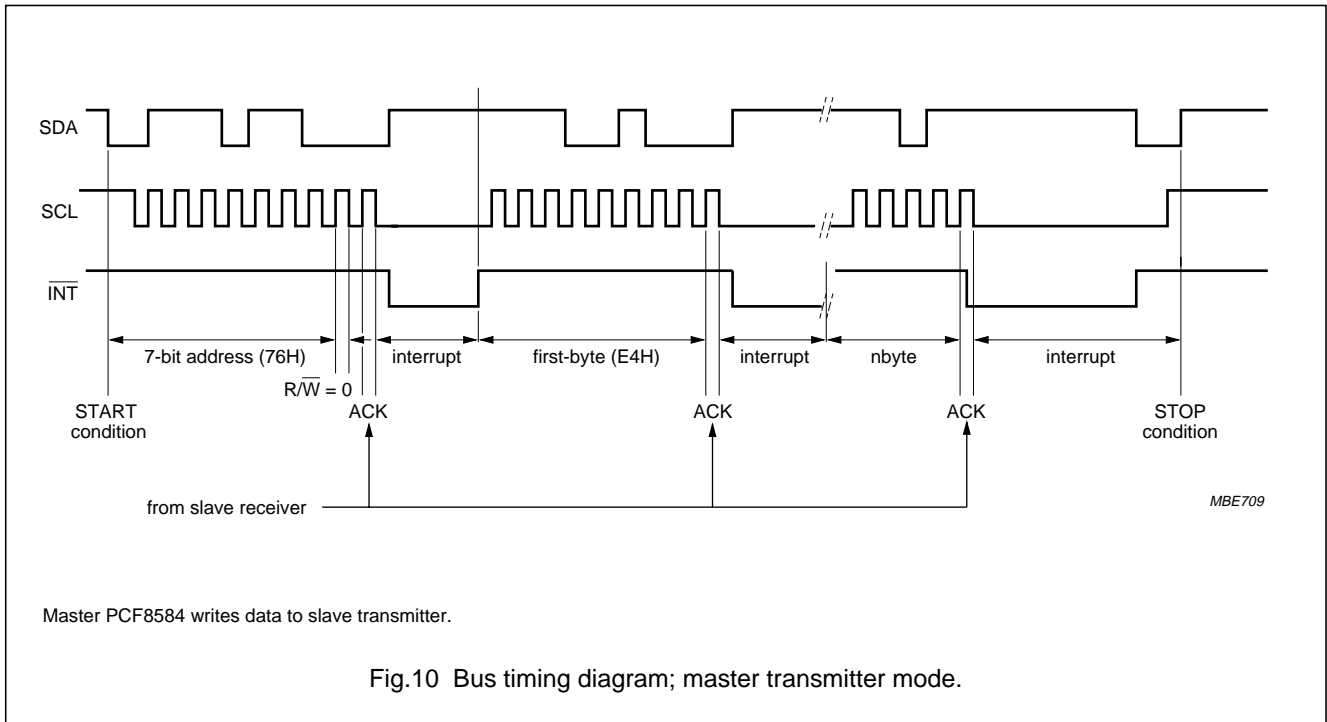 SDA
SCL
INT
7-bit address (76H)
interrupt
first-byte (E4H)
interrupt
nbyte
interrupt
R/W = 0
START
condition
ACK
ACK
ACK
STOP
condition
from slave receiver
MBE709
Master PCF8584 writes data to slave transmitter.
Fig.10 Bus timing diagram; master transmitter mode.